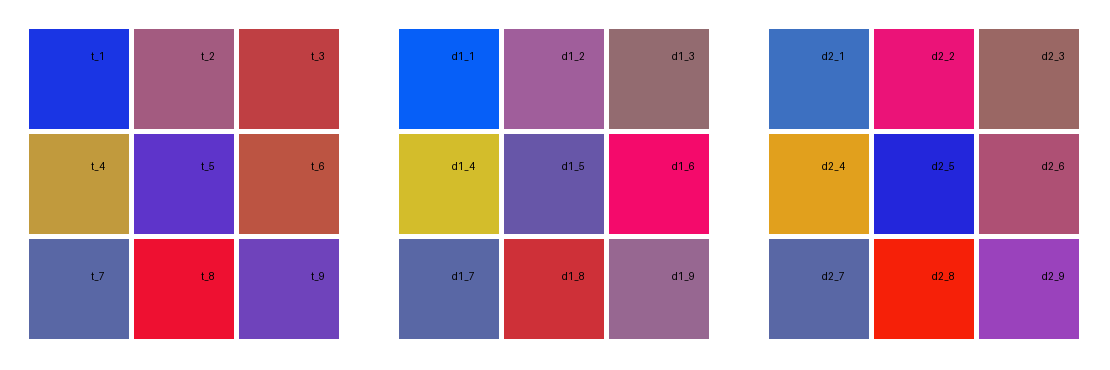 t_1 t_2 t_3 d1_1 d1_2 d1_3 d2_1 d2_2 d2_3
t_4 t_5 t_6 d1_4 d1_5 d1_6 d2_4 d2_5 d2_6
t_7 t_8 t_9 d1_7 d1_8 d1_9 d2_7 d2_8 d2_9